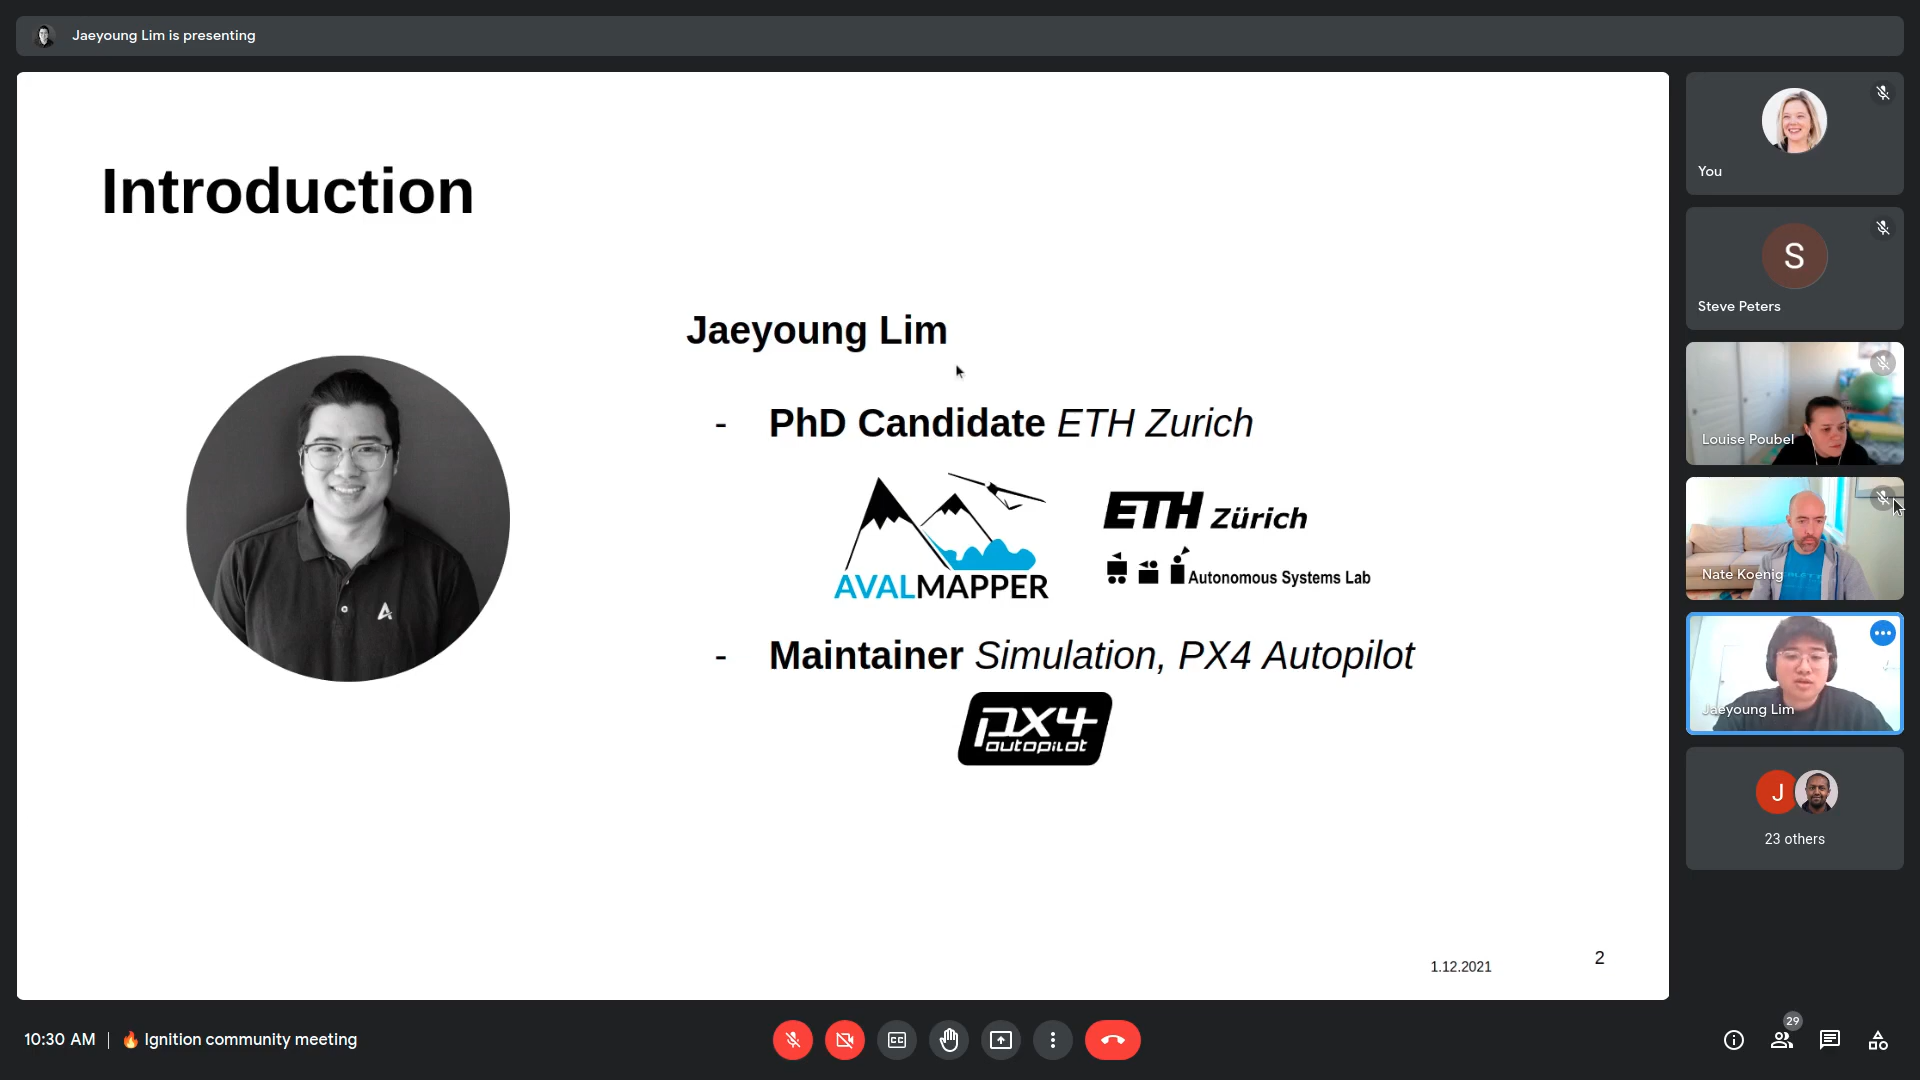 Jaeyoung Lim is presenting
Introduction
Jaeyoung Lim
- PhD Candidate ETH Zurich
AVALMAPPER
ETH Zürich
Autonomous Systems Lab
- Maintainer Simulation, PX4 Autopilot
px4
autopilot
1.12.2021
2
You
S
Steve Peters
Louise Poubel
Nate Koenig
Jaeyoung Lim
J
23 others
10:30 AM | 🔥 Ignition community meeting
CC
29